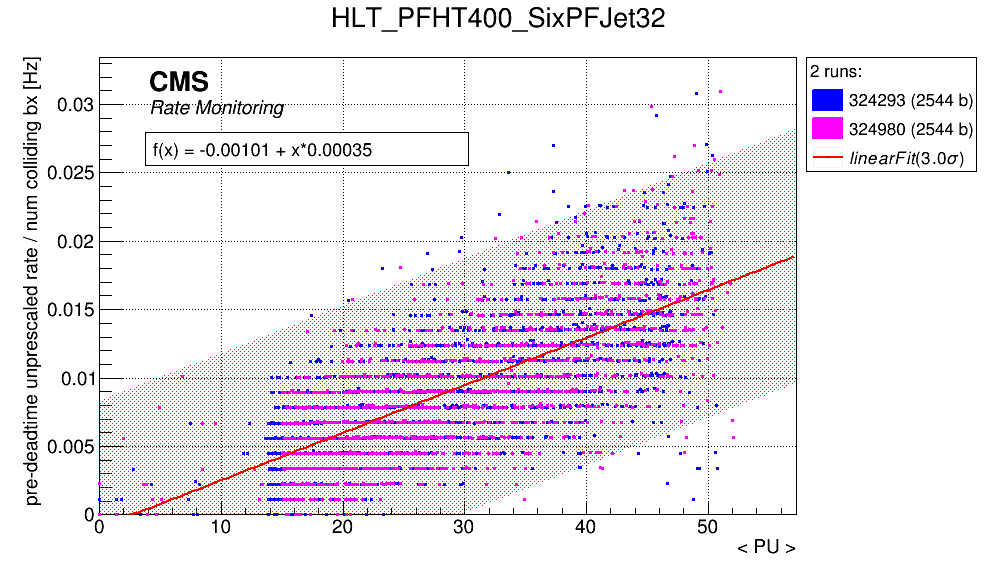 HLT_PFHT400_SixPFJet32
pre-deadtime unprescaled rate / num colliding bx [Hz]
CMS
Rate Monitoring
f(x) = -0.00101 + x*0.00035
0.03
0.025
0.02
0.015
0.01
0.005
0
0 10 20 30 40 50
< PU >
2 runs:
324293 (2544 b)
324980 (2544 b)
linearFit(3.0σ)